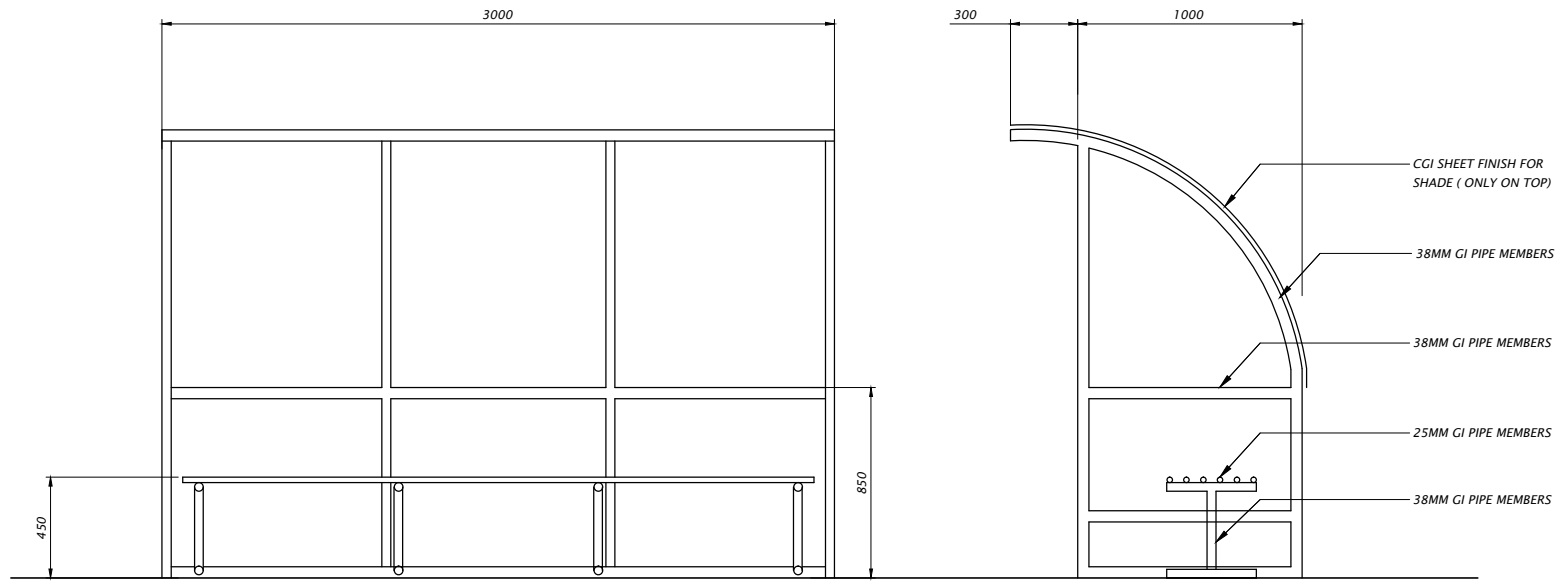 3000
300
1000
CGI SHEET FINISH FOR
SHADE ( ONLY ON TOP)
38MM GI PIPE MEMBERS
38MM GI PIPE MEMBERS
25MM GI PIPE MEMBERS
38MM GI PIPE MEMBERS
850
450